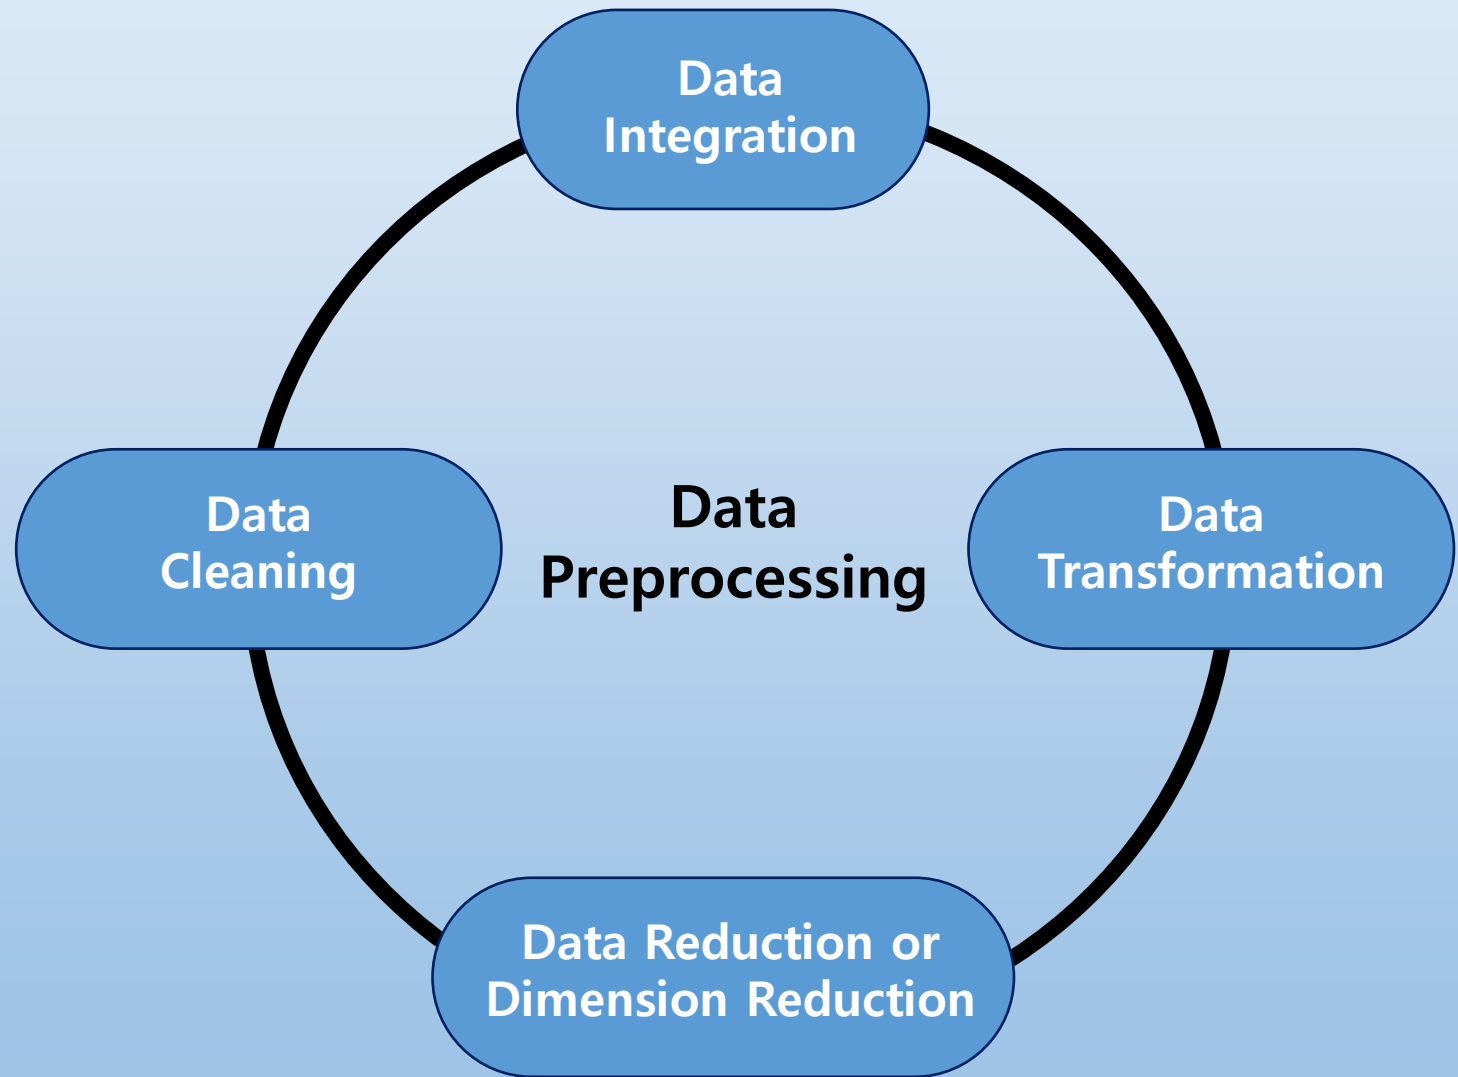 Data
Integration
Data
Cleaning
Data
Preprocessing
Data
Transformation
Data Reduction or
Dimension Reduction